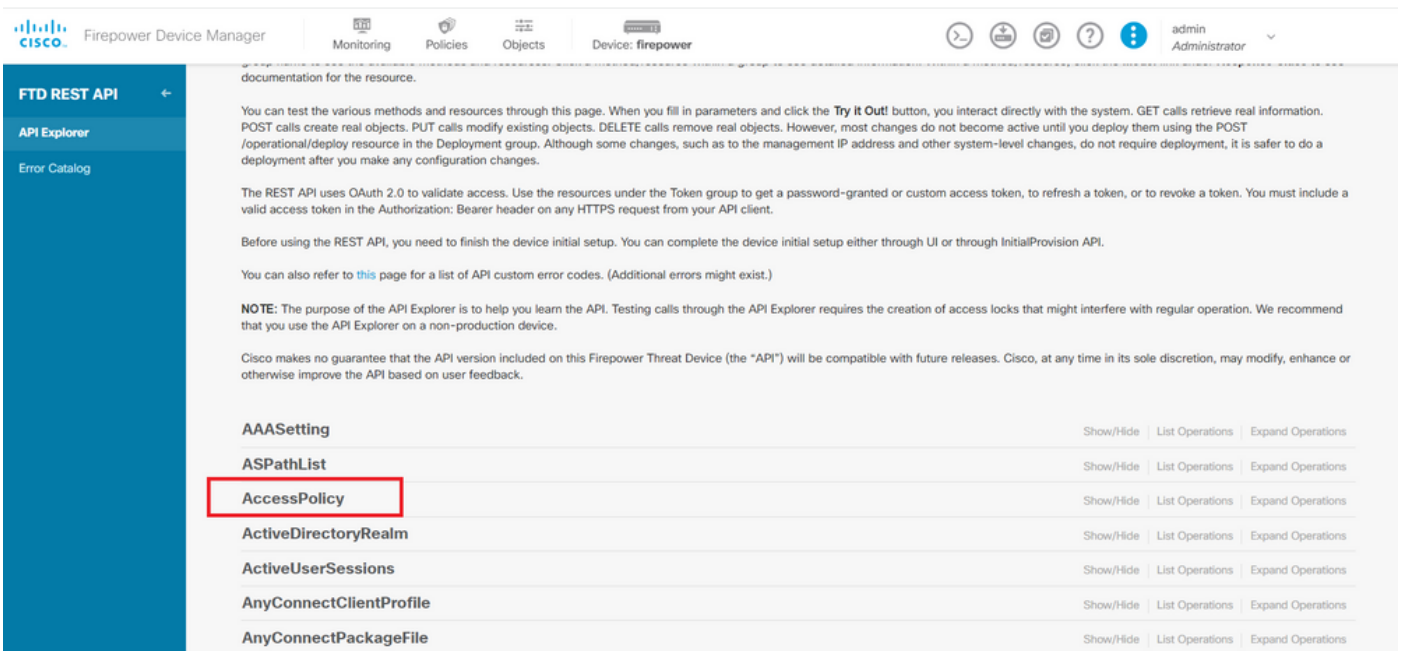 CISCO
Firepower Device Manager
Monitoring
Policies
Objects
Device: firepower
admin
Administrator
FTD REST API
API Explorer
Error Catalog
documentation for the resource.
You can test the various methods and resources through this page. When you fill in parameters and click the Try it Out! button, you interact directly with the system. GET calls retrieve real information.
POST calls create real objects. PUT calls modify existing objects. DELETE calls remove real objects. However, most changes do not become active until you deploy them using the POST
/operational/deploy resource in the Deployment group. Although some changes, such as to the management IP address and other system-level changes, do not require deployment, it is safer to do a
deployment after you make any configuration changes.
The REST API uses OAuth 2.0 to validate access. Use the resources under the Token group to get a password-granted or custom access token, to refresh a token, or to revoke a token. You must include a
valid access token in the Authorization: Bearer header on any HTTPS request from your API client.
Before using the REST API, you need to finish the device initial setup. You can complete the device initial setup either through UI or through InitialProvision API.
You can also refer to this page for a list of API custom error codes. (Additional errors might exist.)
NOTE: The purpose of the API Explorer is to help you learn the API. Testing calls through the API Explorer requires the creation of access locks that might interfere with regular operation. We recommend
that you use the API Explorer on a non-production device.
Cisco makes no guarantee that the API version included on this Firepower Threat Device (the “API”) will be compatible with future releases. Cisco, at any time in its sole discretion, may modify, enhance or
otherwise improve the API based on user feedback.
AAASetting Show/Hide List Operations Expand Operations
ASPathList Show/Hide List Operations Expand Operations
AccessPolicy Show/Hide List Operations Expand Operations
ActiveDirectoryRealm Show/Hide List Operations Expand Operations
ActiveUserSessions Show/Hide List Operations Expand Operations
AnyConnectClientProfile Show/Hide List Operations Expand Operations
AnyConnectPackageFile Show/Hide List Operations Expand Operations